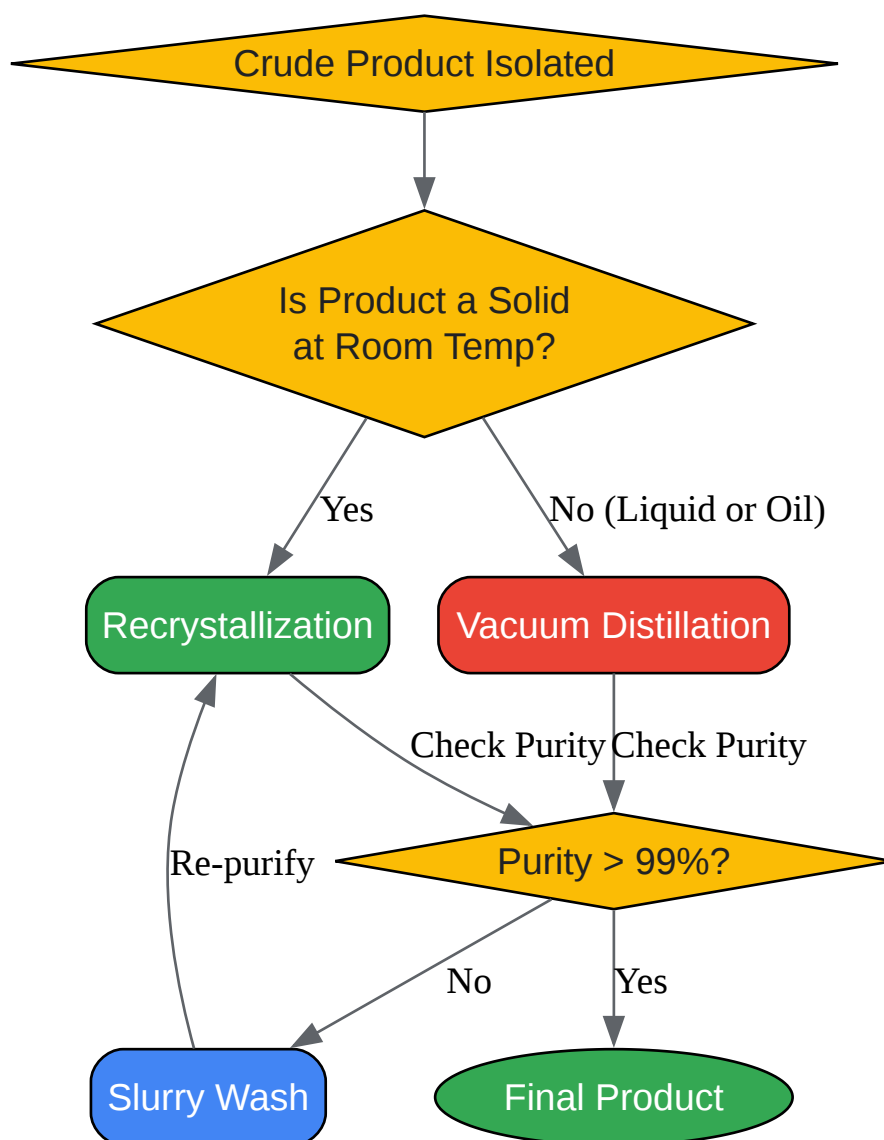 Crude Product Isolated
Is Product a Solid
at Room Temp?
Yes
No (Liquid or Oil)
Recrystallization
Vacuum Distillation
Check Purity
Check Purity
Purity > 99%?
Re-purify
No
Yes
Slurry Wash
Final Product